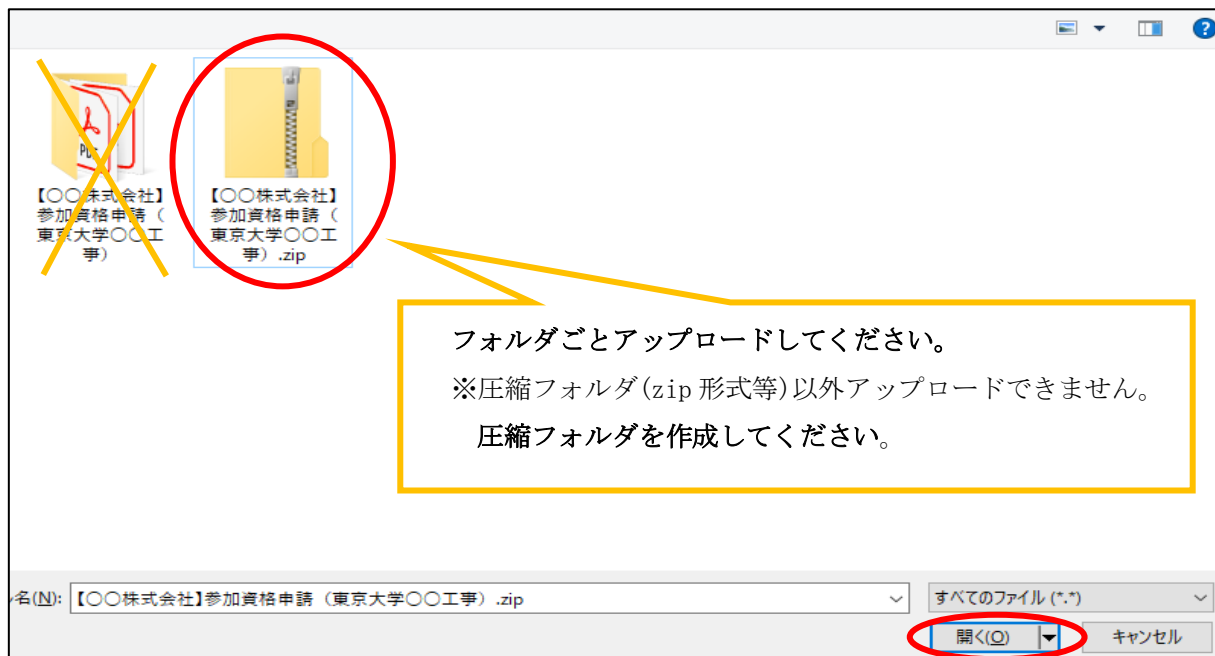 ?
PDF
【〇〇株式会社】
参加資格申請（
東京大学〇〇工
事）
【〇〇株式会社】
参加資格申請（
東京大学〇〇工
事）.zip
フォルダごとアップロードしてください。
※圧縮フォルダ(zip 形式等)以外アップロードできません。
圧縮フォルダを作成してください。
名(N): 【〇〇株式会社】参加資格申請（東京大学〇〇工事）.zip
すべてのファイル (*.*)
開く(O)
キャンセル